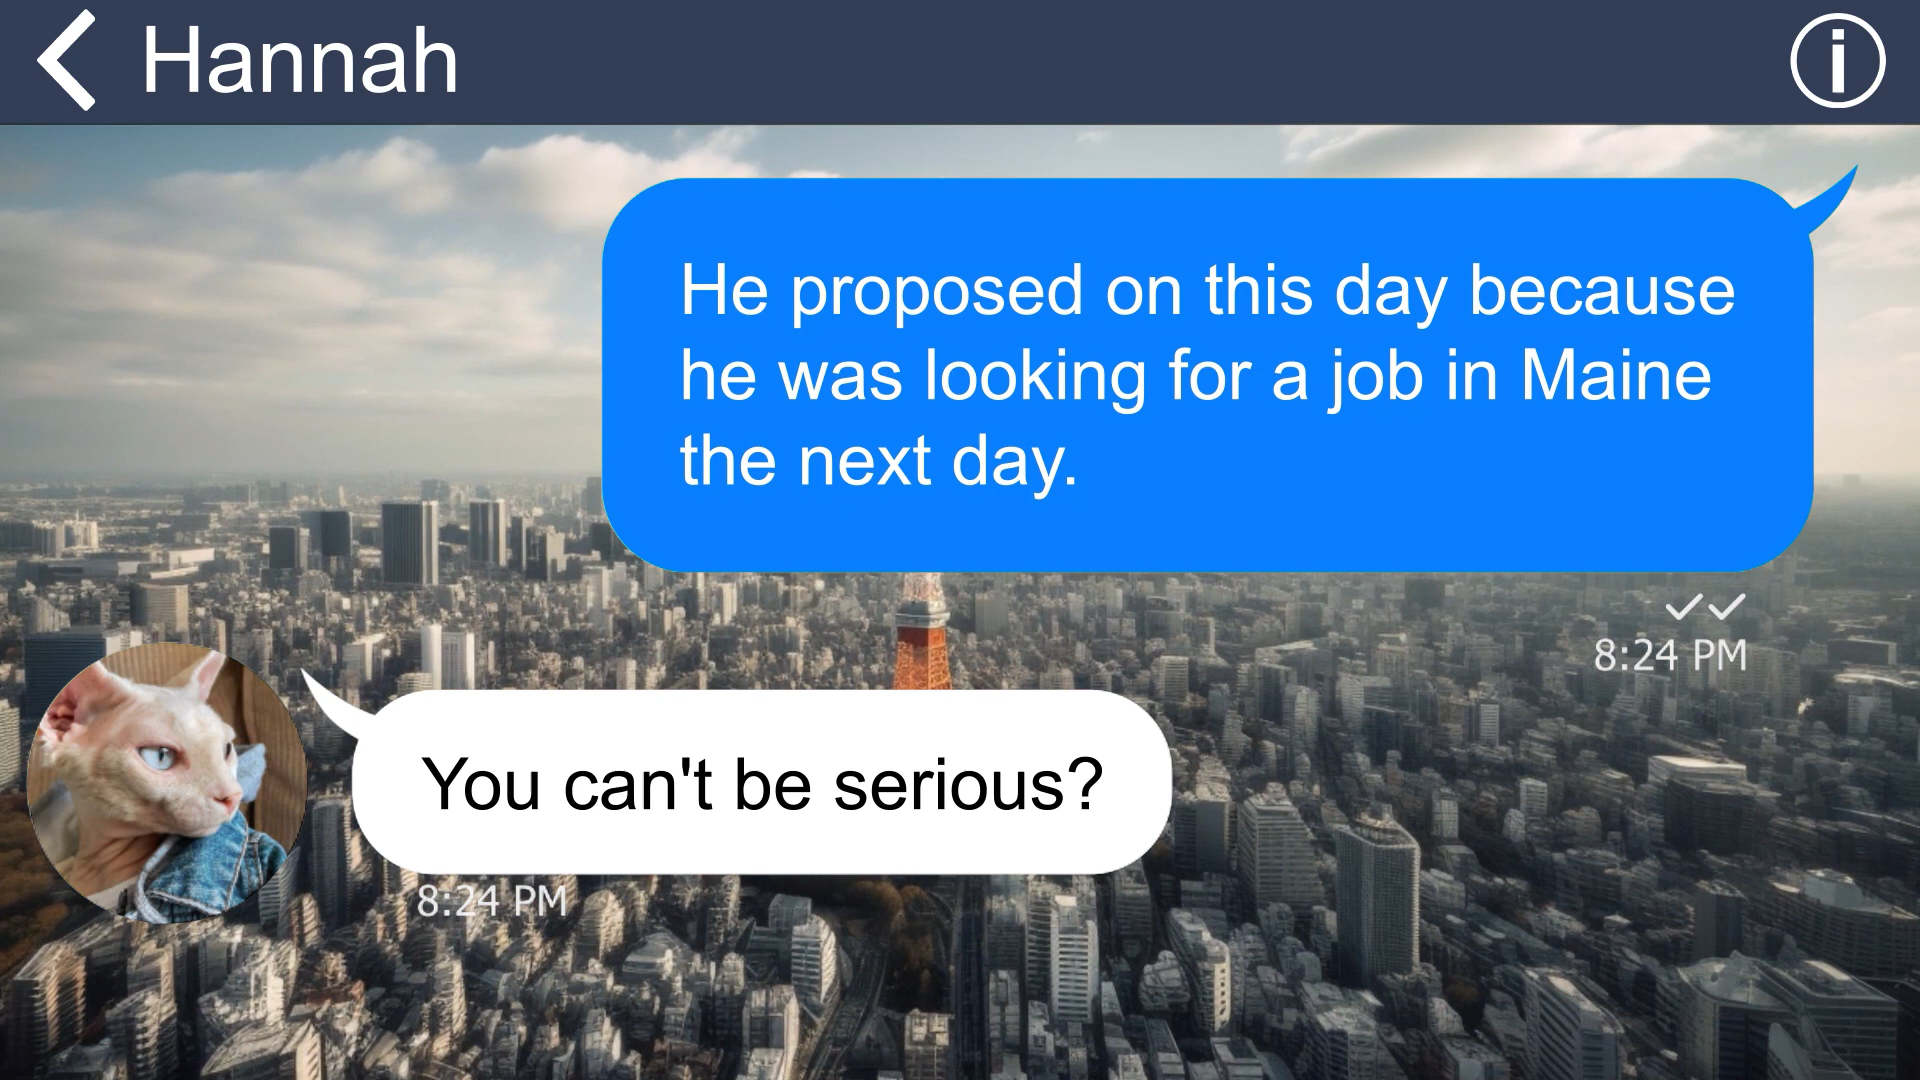 Hannah
He proposed on this day because
he was looking for a job in Maine
the next day.
8:24 PM
You can't be serious?
8:24 PM